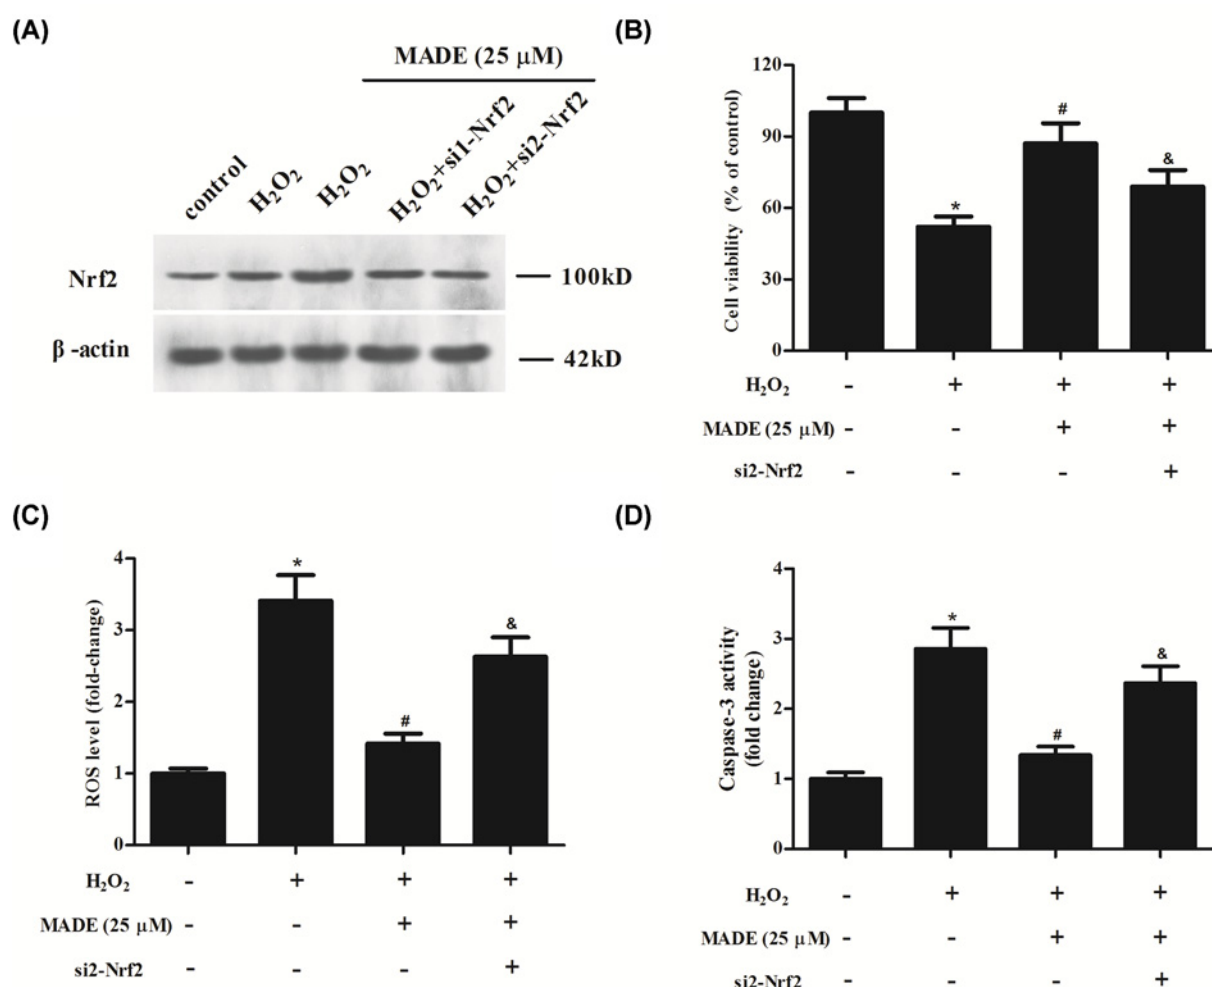 (A)
MADE (25 μM)
control
H₂O₂
H₂O₂
H₂O₂+si1-Nrf2
H₂O₂+si2-Nrf2
Nrf2
100kD
β -actin
42kD
(B)
Cell viability (% of control)
120
90
60
30
0
*
#
&
H₂O₂ - + + +
MADE (25 μM) - - + +
si2-Nrf2 - - - +
(C)
ROS level (fold-change)
4
3
2
1
0
*
#
&
H₂O₂ - + + +
MADE (25 μM) - - + +
si2-Nrf2 - - - +
(D)
Caspase-3 activity
(fold change)
4
3
2
1
0
*
#
&
H₂O₂ - + + +
MADE (25 μM) - - + +
si2-Nrf2 - - - +